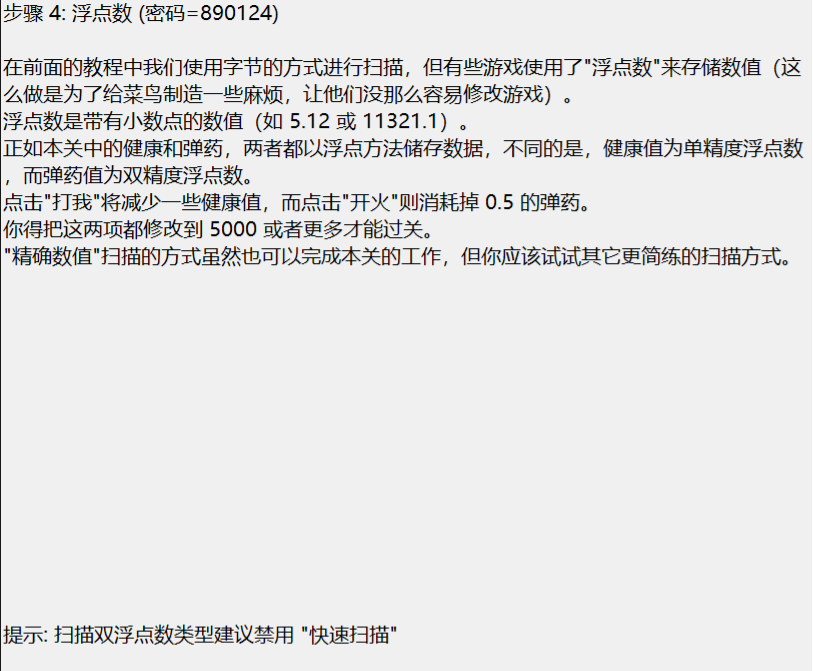 步骤 4: 浮点数 (密码=890124)
在前面的教程中我们使用字节的方式进行扫描，但有些游戏使用了"浮点数"来存储数值（这
么做是为了给菜鸟制造一些麻烦，让他们没那么容易修改游戏）。
浮点数是带有小数点的数值（如 5.12 或 11321.1）。
正如本关中的健康和弹药，两者都以浮点方法储存数据，不同的是，健康值为单精度浮点数
，而弹药值为双精度浮点数。
点击"打我"将减少一些健康值，而点击"开火"则消耗掉 0.5 的弹药。
你得把这两项都修改到 5000 或者更多才能过关。
"精确数值"扫描的方式虽然也可以完成本关的工作，但你应该试试其它更简练的扫描方式。
提示: 扫描双浮点数类型建议禁用 "快速扫描"